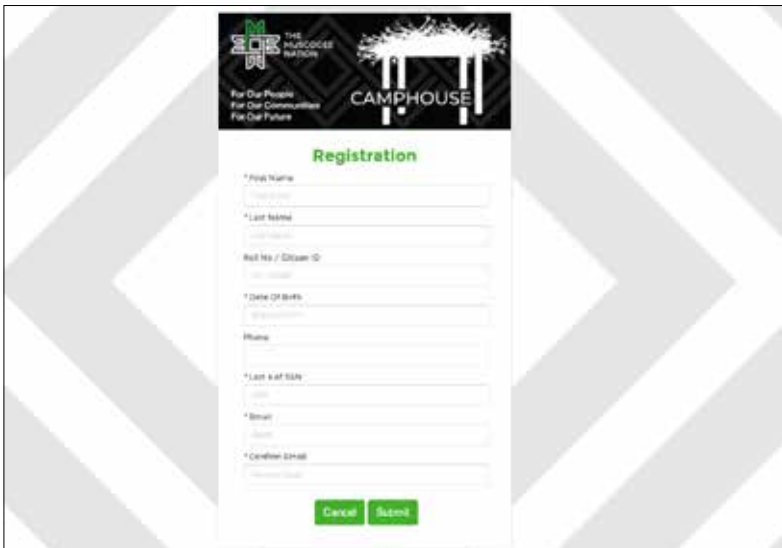 THE
MUSCOGEE
NATION
For Our People
For Our Communities
For Our Future
CAMPHOUSE
Registration
* First Name
* Last Name
Roll No / Citizen ID
* Date Of Birth
Phone
* Last 4 of SSN
* Email
* Confirm Email
Cancel
Submit